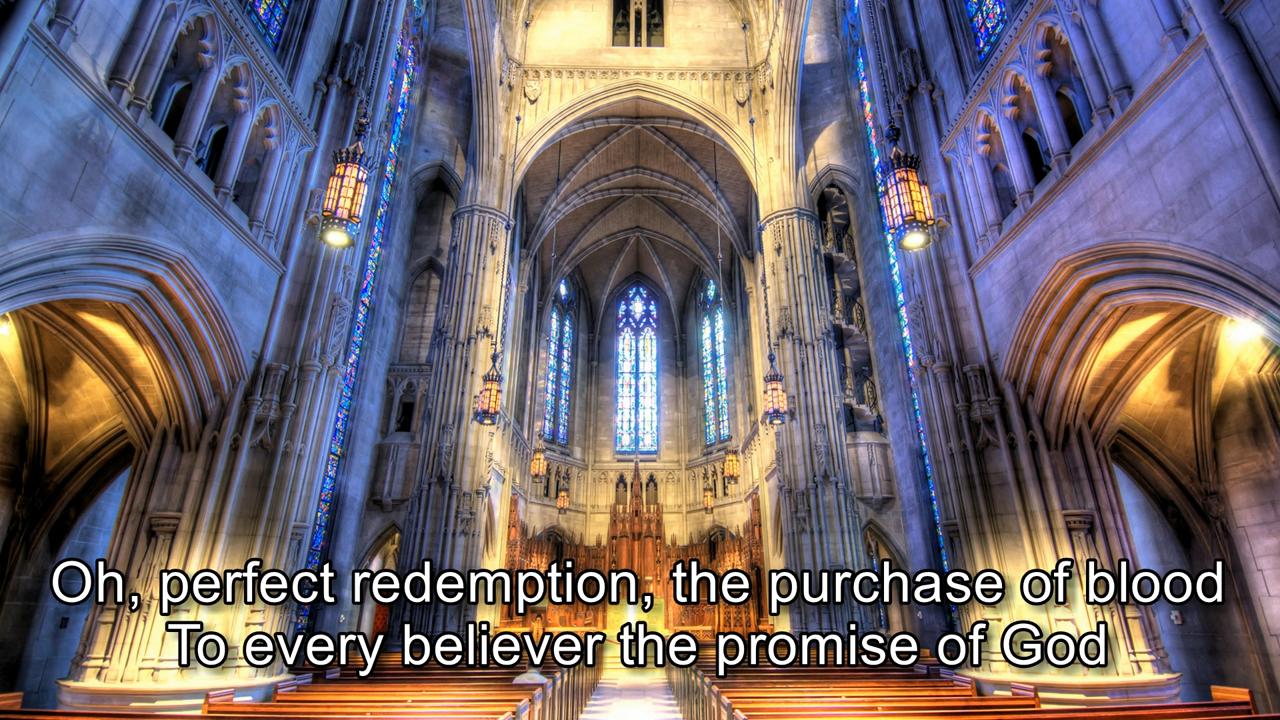 Oh, perfect redemption, the purchase of blood
To every believer the promise of God